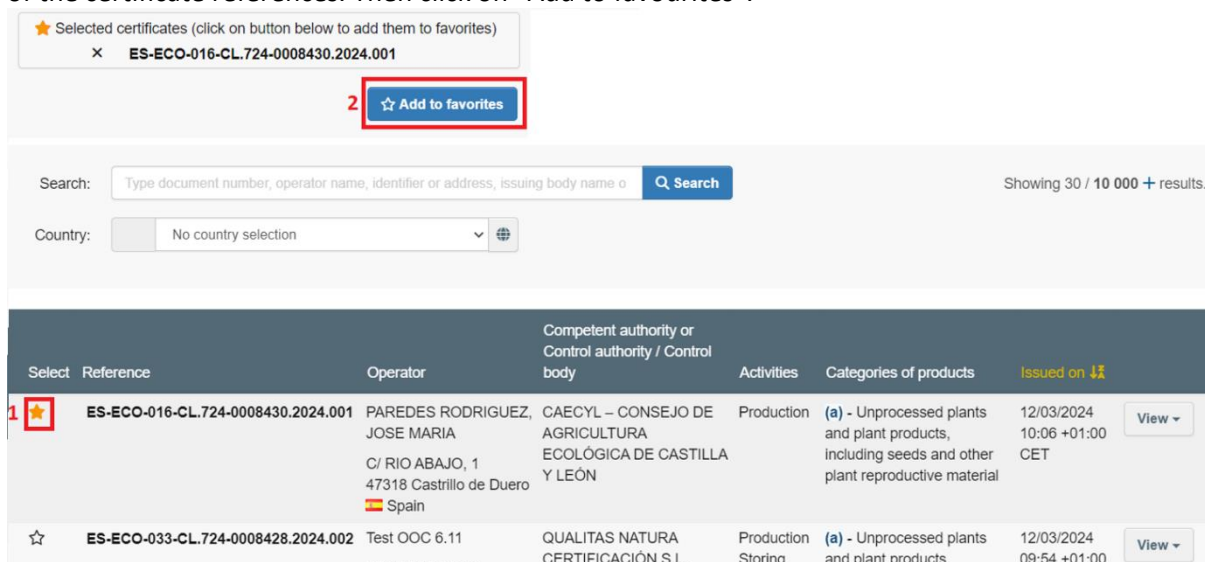 of the certificate references. Then click on "Add to favourites".
Selected certificates (click on button below to add them to favorites)
× ES-ECO-016-CL.724-0008430.2024.001
2 Add to favorites
Search: Type document number, operator name, identifier or address, issuing body name o Search Showing 30 / 10 000 + results.
Country: No country selection
Competent authority or
Control authority / Control
Select Reference Operator body Activities Categories of products Issued on
1 ES-ECO-016-CL.724-0008430.2024.001 PAREDES RODRIGUEZ, CAECYL – CONSEJO DE Production (a) - Unprocessed plants 12/03/2024 View
JOSE MARIA AGRICULTURA and plant products, 10:06 +01:00
C/ RIO ABAJO, 1 ECOLÓGICA DE CASTILLA including seeds and other CET
47318 Castrillo de Duero Y LEÓN plant reproductive material
Spain
ES-ECO-033-CL.724-0008428.2024.002 Test OOC 6.11 QUALITAS NATURA Production (a) - Unprocessed plants 12/03/2024 View
CERTIFICACIÓN S.L. Storing and plant products, 09:54 +01:00